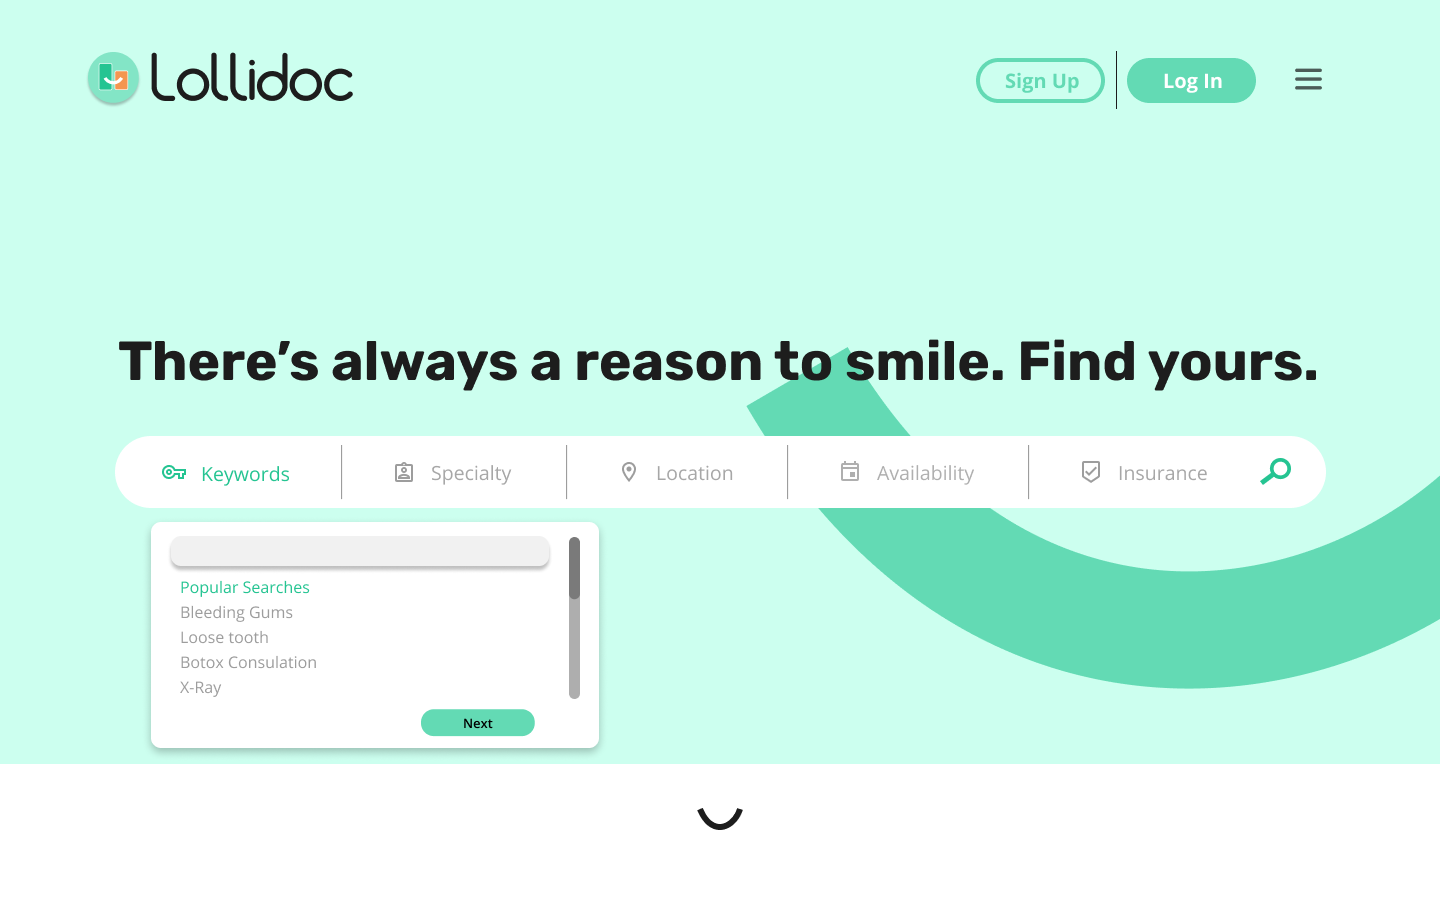 Lollidoc
Sign Up
Log In
There's always a reason to smile. Find yours.
Keywords
Specialty
Location
Availability
Insurance
Popular Searches
Bleeding Gums
Loose tooth
Botox Consulation
X-Ray
Next